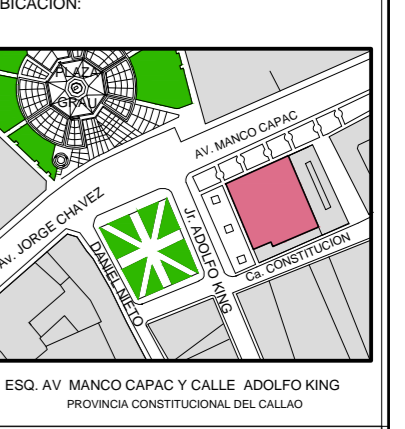 BICACIÓN:
PLAZA
GRAU
AV. MANCO CAPAC
Av. JORGE CHAVEZ
DANIEL NIETO
Jr. ADOLFO KING
Ca. CONSTITUCION
ESQ. AV MANCO CAPAC Y CALLE ADOLFO KING
PROVINCIA CONSTITUCIONAL DEL CALLAO